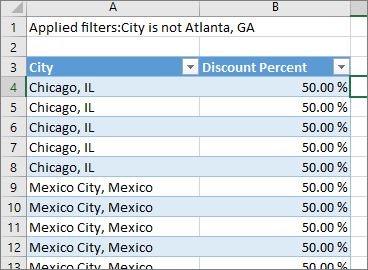 A B
1 Applied filters:City is not Atlanta, GA
2
3 City Discount Percent
4 Chicago, IL 50.00 %
5 Chicago, IL 50.00 %
6 Chicago, IL 50.00 %
7 Chicago, IL 50.00 %
8 Chicago, IL 50.00 %
9 Mexico City, Mexico 50.00 %
10 Mexico City, Mexico 50.00 %
11 Mexico City, Mexico 50.00 %
12 Mexico City, Mexico 50.00 %
13 Mexico City, Mexico 50.00 %